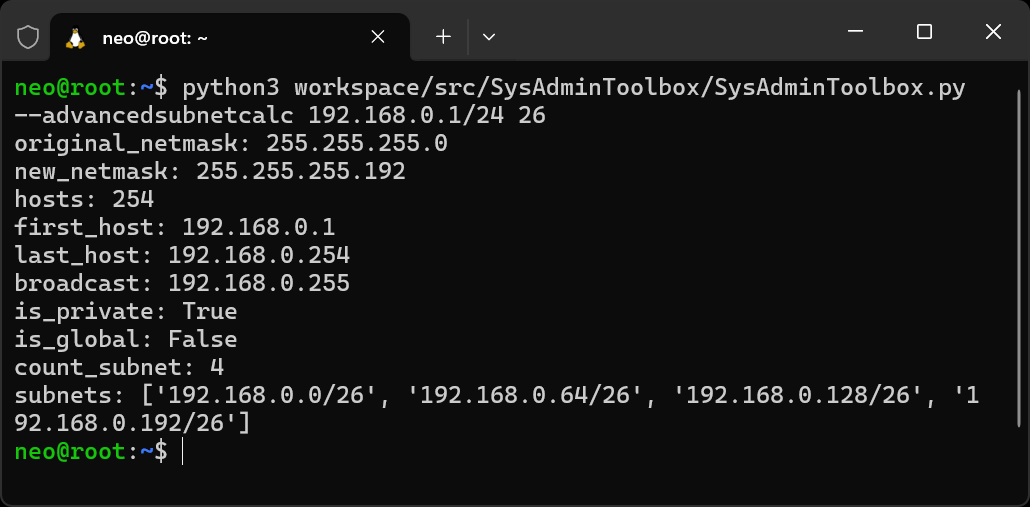 neo@root: ~
neo@root:~$ python3 workspace/src/SysAdminToolbox/SysAdminToolbox.py
--advancedsubnetcalc 192.168.0.1/24 26
original_netmask: 255.255.255.0
new_netmask: 255.255.255.192
hosts: 254
first_host: 192.168.0.1
last_host: 192.168.0.254
broadcast: 192.168.0.255
is_private: True
is_global: False
count_subnet: 4
subnets: ['192.168.0.0/26', '192.168.0.64/26', '192.168.0.128/26', '1
92.168.0.192/26']
neo@root:~$